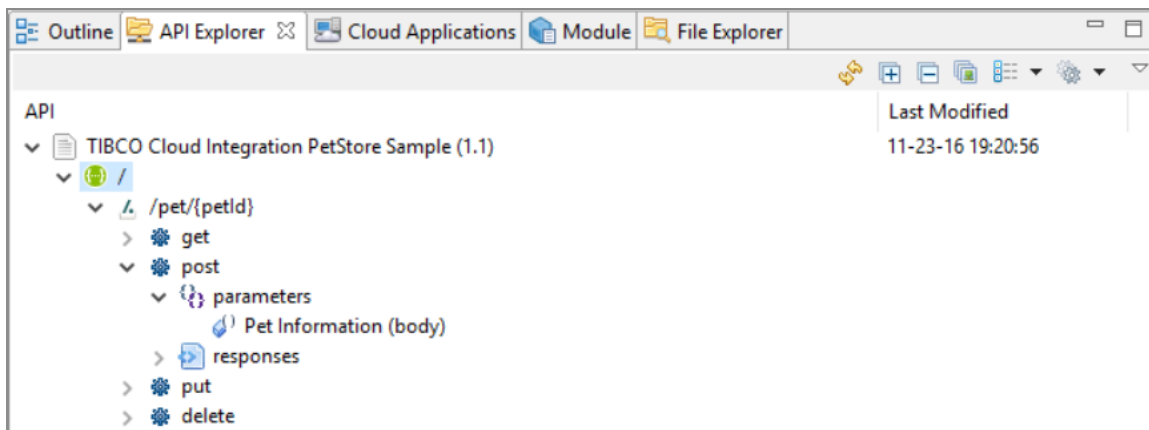 Outline API Explorer Cloud Applications Module File Explorer
API Last Modified
TIBCO Cloud Integration PetStore Sample (1.1) 11-23-16 19:20:56
/
/pet/{petId}
get
post
parameters
Pet Information (body)
responses
put
delete